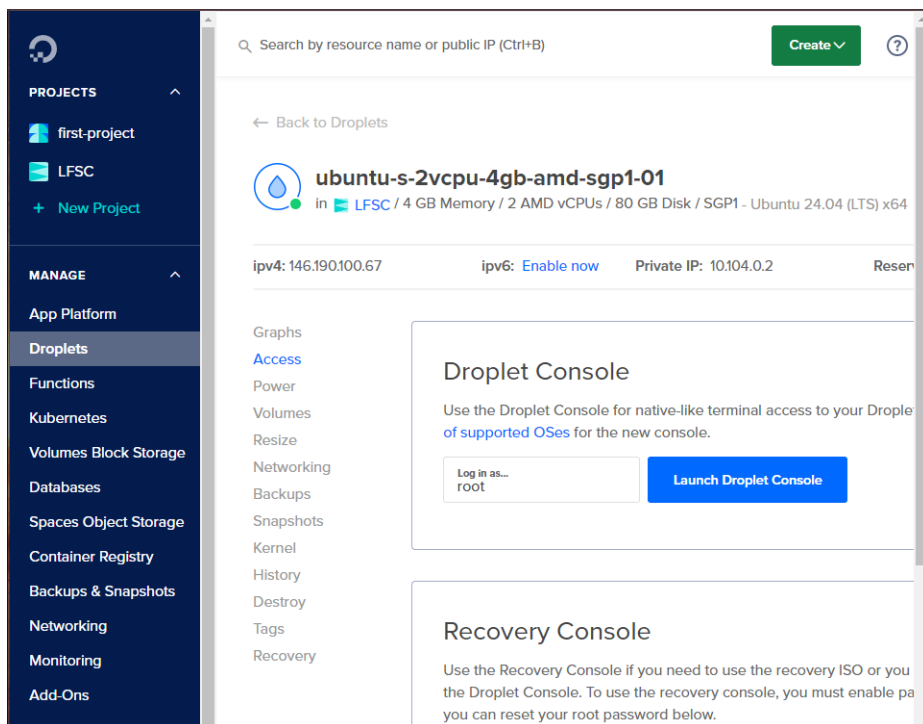 Search by resource name or public IP (Ctrl+B)
Create
?
PROJECTS
first-project
LFSC
+ New Project
MANAGE
App Platform
Droplets
Functions
Kubernetes
Volumes Block Storage
Databases
Spaces Object Storage
Container Registry
Backups & Snapshots
Networking
Monitoring
Add-Ons
← Back to Droplets
ubuntu-s-2vcpu-4gb-amd-sgp1-01
in LFSC / 4 GB Memory / 2 AMD vCPUs / 80 GB Disk / SGP1 - Ubuntu 24.04 (LTS) x64
ipv4: 146.190.100.67 ipv6: Enable now Private IP: 10.104.0.2 Reser
Graphs
Access
Power
Volumes
Resize
Networking
Backups
Snapshots
Kernel
History
Destroy
Tags
Recovery
Droplet Console
Use the Droplet Console for native-like terminal access to your Drople
of supported OSes for the new console.
Log in as...
root
Launch Droplet Console
Recovery Console
Use the Recovery Console if you need to use the recovery ISO or you
the Droplet Console. To use the recovery console, you must enable pa
you can reset your root password below.